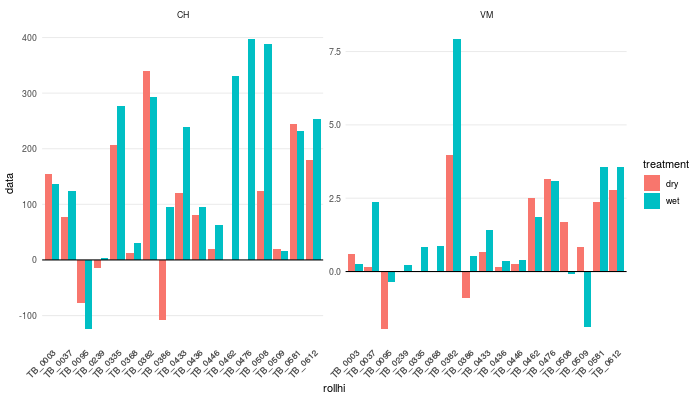 CH
VM
data
400
300
200
100
0
-100
7.5
5.0
2.5
0.0
TB_0003
TB_0037
TB_0095
TB_0239
TB_0335
TB_0368
TB_0382
TB_0386
TB_0433
TB_0436
TB_0446
TB_0462
TB_0476
TB_0508
TB_0509
TB_0581
TB_0612
TB_0003
TB_0037
TB_0095
TB_0239
TB_0335
TB_0368
TB_0382
TB_0386
TB_0433
TB_0436
TB_0446
TB_0462
TB_0476
TB_0508
TB_0509
TB_0581
TB_0612
rollhi
treatment
dry
wet